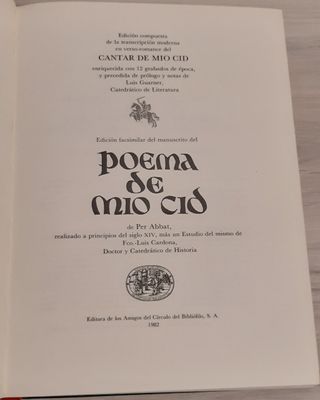 Edición compuesta
de la transcripción moderna
en verso-romance del
CANTAR DE MIO CID
enriquecida con 12 grabados de época,
y precedida de prólogo y notas de
Luis Guarner,
Catedrático de Literatura
Edición facsimilar del manuscrito del
POEMA
DE
MIO CID
de Per Abbat,
realizado a principios del siglo XIV, más un Estudio del mismo de
Fco.-Luis Cardona,
Doctor y Catedrático de Historia
Editora de los Amigos del Círculo del Bibliófilo, S. A.
1982